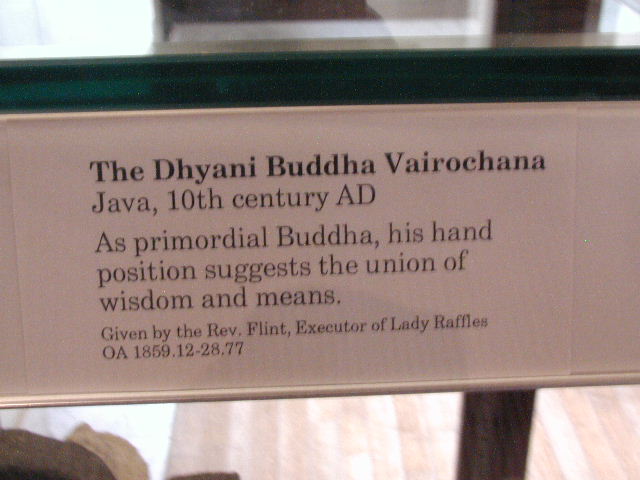 The Dhyani Buddha Vairochana
Java, 10th century AD
As primordial Buddha, his hand
position suggests the union of
wisdom and means.
Given by the Rev. Flint, Executor of Lady Raffles
OA 1859.12-28.77